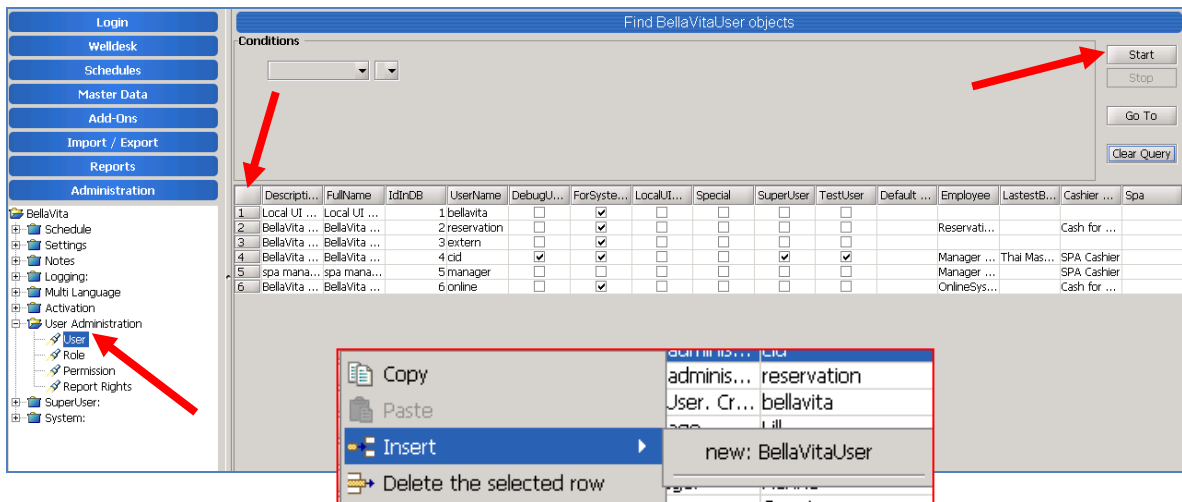 Login
Welldesk
Schedules
Master Data
Add-Ons
Import / Export
Reports
Administration
BellaVita
Schedule
Settings
Notes
Logging:
Multi Language
Activation
User Administration
User
Role
Permission
Report Rights
SuperUser:
System:
Find BellaVitaUser objects
Conditions
Start
Stop
Go To
Clear Query
Descripti... FullName IdInDB UserName DebugU... ForSyste... LocalUI... Special SuperUser TestUser Default ... Employee LastestB... Cashier ... Spa
1 Local UI ... Local UI ... 1 bellavita
2 BellaVita ... BellaVita ... 2 reservation Reservati... Cash for ...
3 BellaVita ... BellaVita ... 3 extern
4 BellaVita ... BellaVita ... 4 cid Manager ... Thai Mas... SPA Cashier
5 spa mana... spa mana... 5 manager Manager ... SPA Cashier
6 BellaVita ... BellaVita ... 6 online OnlineSys... Cash for ...
Copy
Paste
Insert
Delete the selected row
adminis... cid
adminis... reservation
User. Cr... bellavita
new: BellaVitaUser